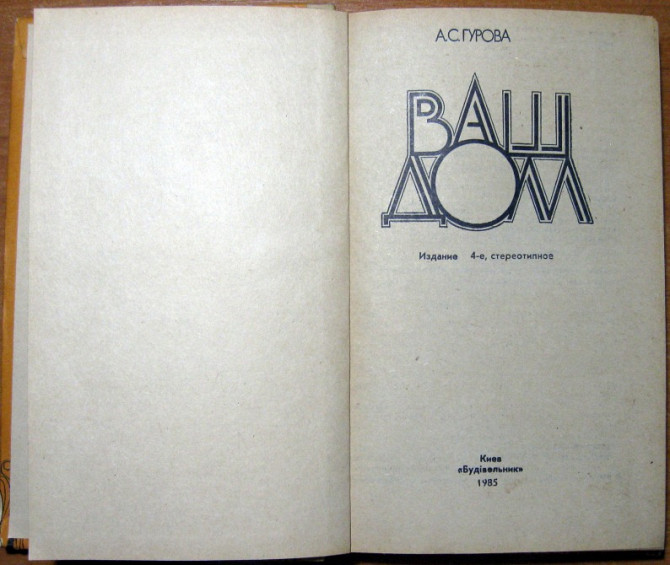 А.С.ГУРОВА
ВАШ
ДОМ
Издание 4-е, стереотипное
Киев
«Будівельник»
1985